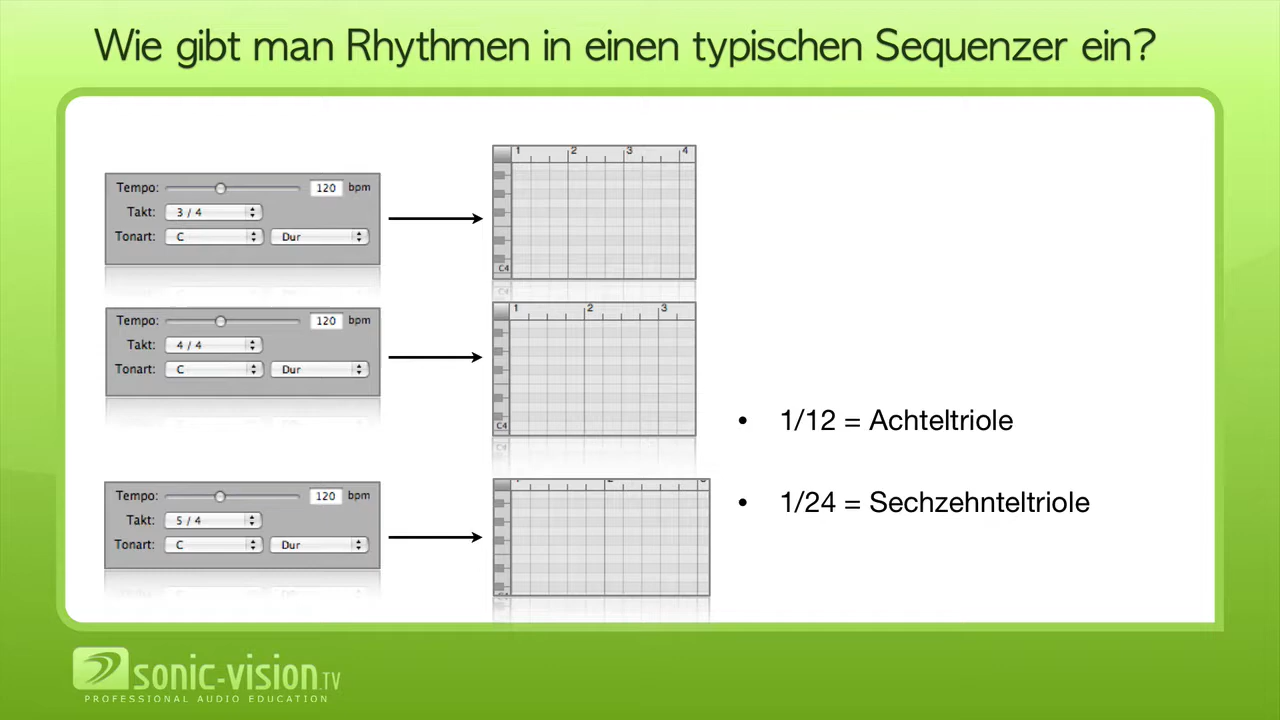 Wie gibt man Rhythmen in einen typischen Sequenzer ein?
Tempo: 120 bpm
Takt: 3 / 4
Tonart: C Dur
1 2 3 4
C4
Tempo: 120 bpm
Takt: 4 / 4
Tonart: C Dur
1 2 3
C4
• 1/12 = Achteltriole
• 1/24 = Sechzehnteltriole
Tempo: 120 bpm
Takt: 5 / 4
Tonart: C Dur
sonic-vision.TV
PROFESSIONAL AUDIO EDUCATION